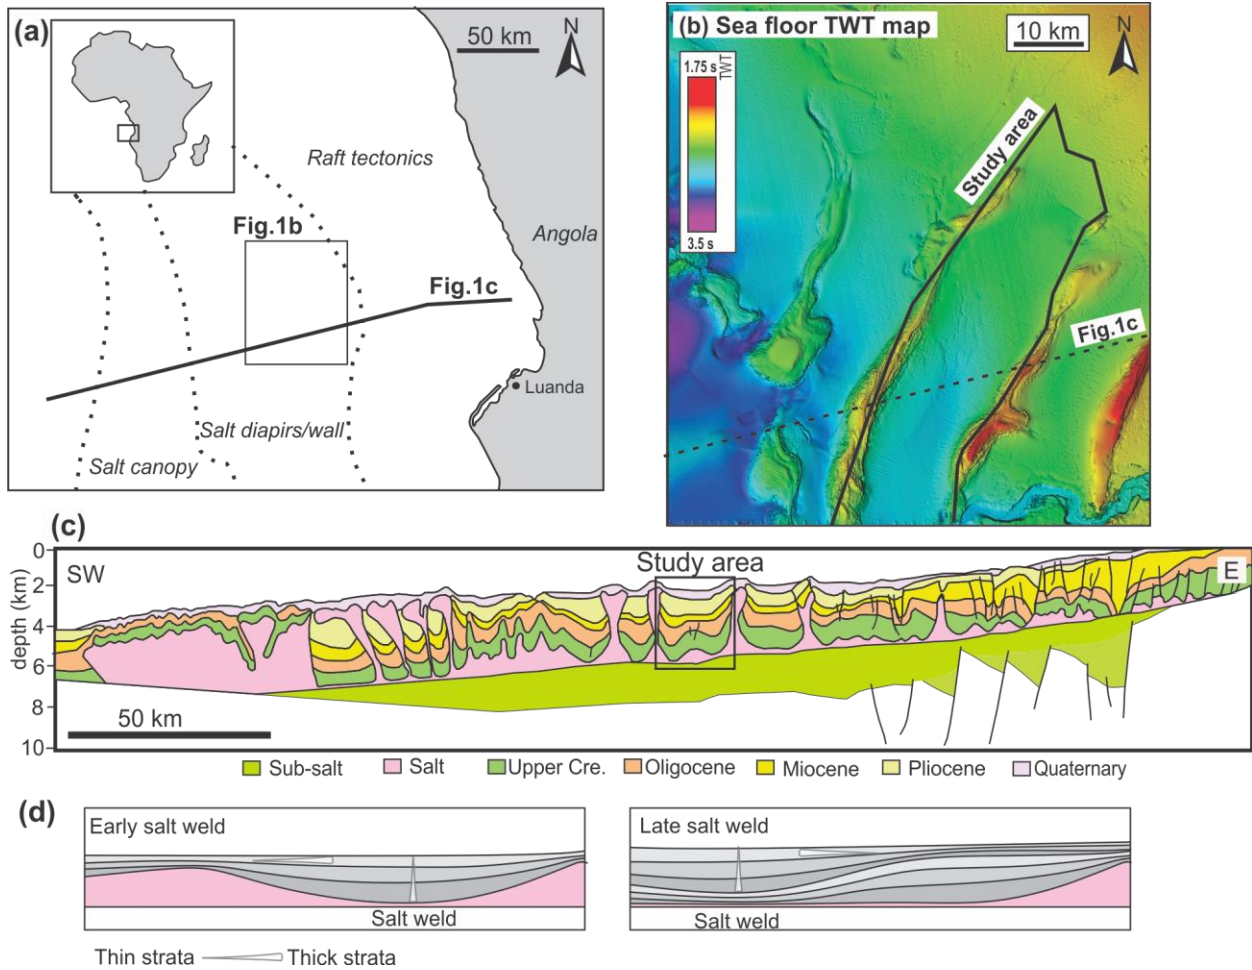 (a)
50 km
N
Raft tectonics
Fig.1b
Angola
Fig.1c
Luanda
Salt diapirs/wall
Salt canopy
(b) Sea floor TWT map
N
10 km
1.75 s
TWT
3.5 s
Study area
Fig.1c
(c)
0
2
4
6
8
10
depth (km)
SW
Study area
E
50 km
Sub-salt
Salt
Upper Cre.
Oligocene
Miocene
Pliocene
Quaternary
(d)
Early salt weld
Salt weld
Late salt weld
Salt weld
Thin strata
Thick strata